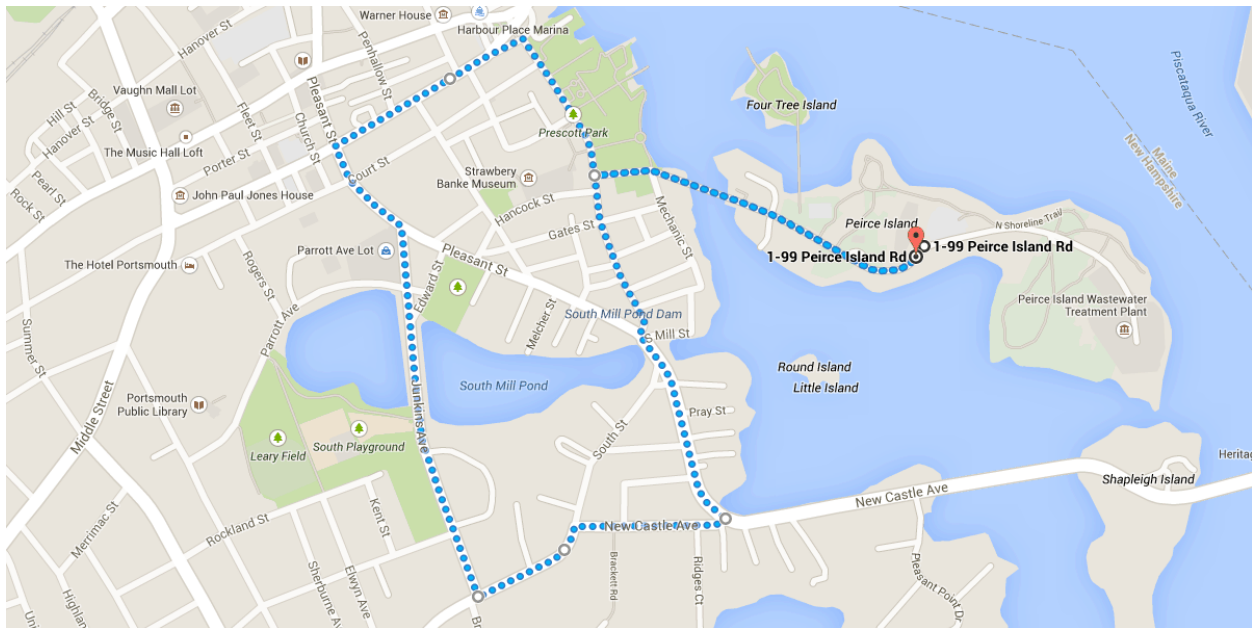 Warner House
Harbour Place Marina
Hanover St
Penhallow St
Pleasant St
Vaughn Mall Lot
Bridge St
Hill St
Hanover St
Fleet St
Church St
The Music Hall Loft
Porter St
Court St
Pearl St
Rock St
John Paul Jones House
Prescott Park
Strawbery
Banke Museum
Hancock St
Gates St
Mechanic St
Four Tree Island
Piscataqua River
Maine
New Hampshire
Peirce Island
N Shoreline Trail
1-99 Peirce Island Rd
1-99 Peirce Island Rd
Peirce Island Wastewater
Treatment Plant
Parrott Ave Lot
The Hotel Portsmouth
Rogers St
Pleasant St
Edward St
Parrott Ave
Summer St
Melcher St
South Mill Pond Dam
S Mill St
Round Island
Little Island
South Mill Pond
Junkins Ave
Portsmouth
Public Library
Middle Street
Pray St
South St
Leary Field
South Playground
Heritag
Shapleigh Island
New Castle Ave
New Castle Ave
Rockland St
Kent St
Merrimac St
Elwyn Ave
Sherburne Av
Highland
Uni
Br
Brackett Rd
Ridges Ct
Pleasant Point Dr